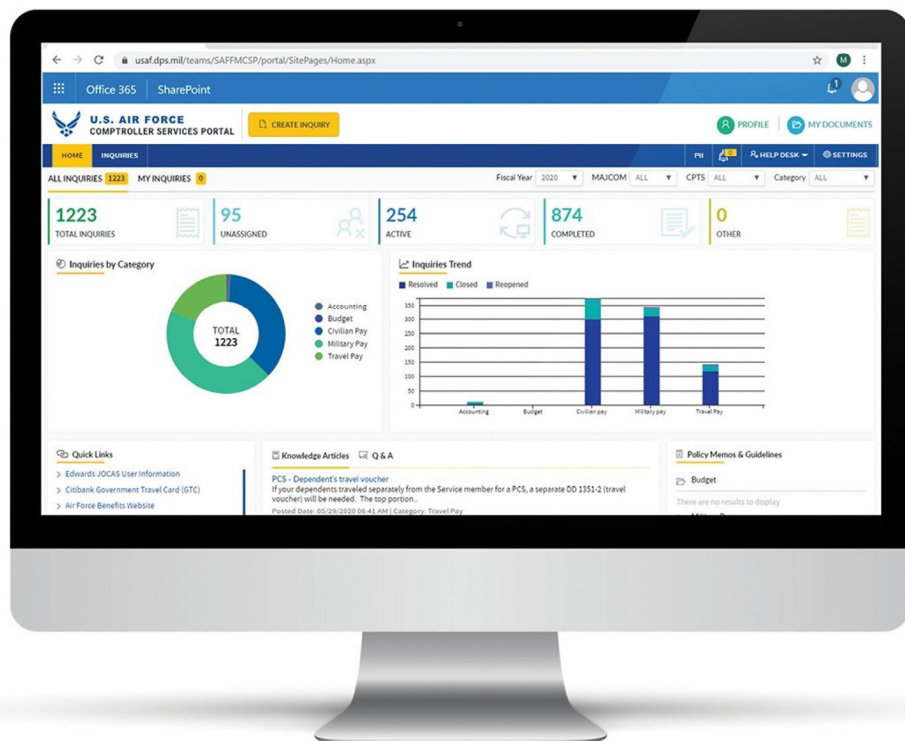 usaf.dps.mil/teams/SAFFMCSP/portal/SitePages/Home.aspx
M
Office 365 SharePoint
1
U.S. AIR FORCE
COMPTROLLER SERVICES PORTAL
CREATE INQUIRY
PROFILE
MY DOCUMENTS
HOME INQUIRIES
PII 0 HELP DESK SETTINGS
ALL INQUIRIES 1223 MY INQUIRIES 0
Fiscal Year 2020 MAJCOM ALL CPTS ALL Category ALL
1223
TOTAL INQUIRIES
95
UNASSIGNED
254
ACTIVE
874
COMPLETED
0
OTHER
Inquiries by Category
TOTAL
1223
Accounting
Budget
Civilian Pay
Military Pay
Travel Pay
Inquiries Trend
Resolved Closed Reopened
350
300
250
200
150
100
50
0
Accounting Budget Civilian pay Military pay Travel Pay
Quick Links
> Edwards JOCAS User Information
> Citibank Government Travel Card (GTC)
> Air Force Benefits Website
Knowledge Articles Q & A
PCS - Dependent's travel voucher
If your dependents traveled separately from the Service member for a PCS, a separate DD 1351-2 (travel
voucher) will be needed. The top portion..
Posted Date: 05/29/2020 06:41 AM | Category: Travel Pay
Policy Memos & Guidelines
Budget
There are no results to display